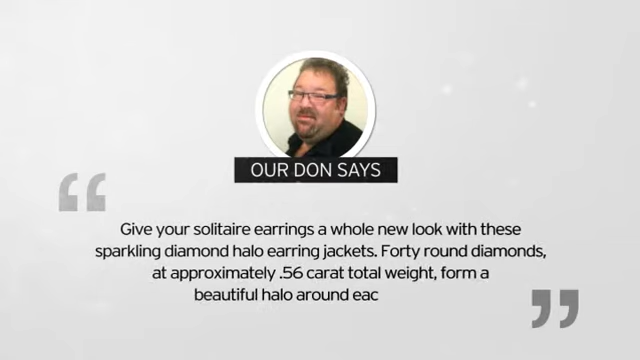 OUR DON SAYS
“
Give your solitaire earrings a whole new look with these
sparkling diamond halo earring jackets. Forty round diamonds,
at approximately .56 carat total weight, form a
beautiful halo around eac
”